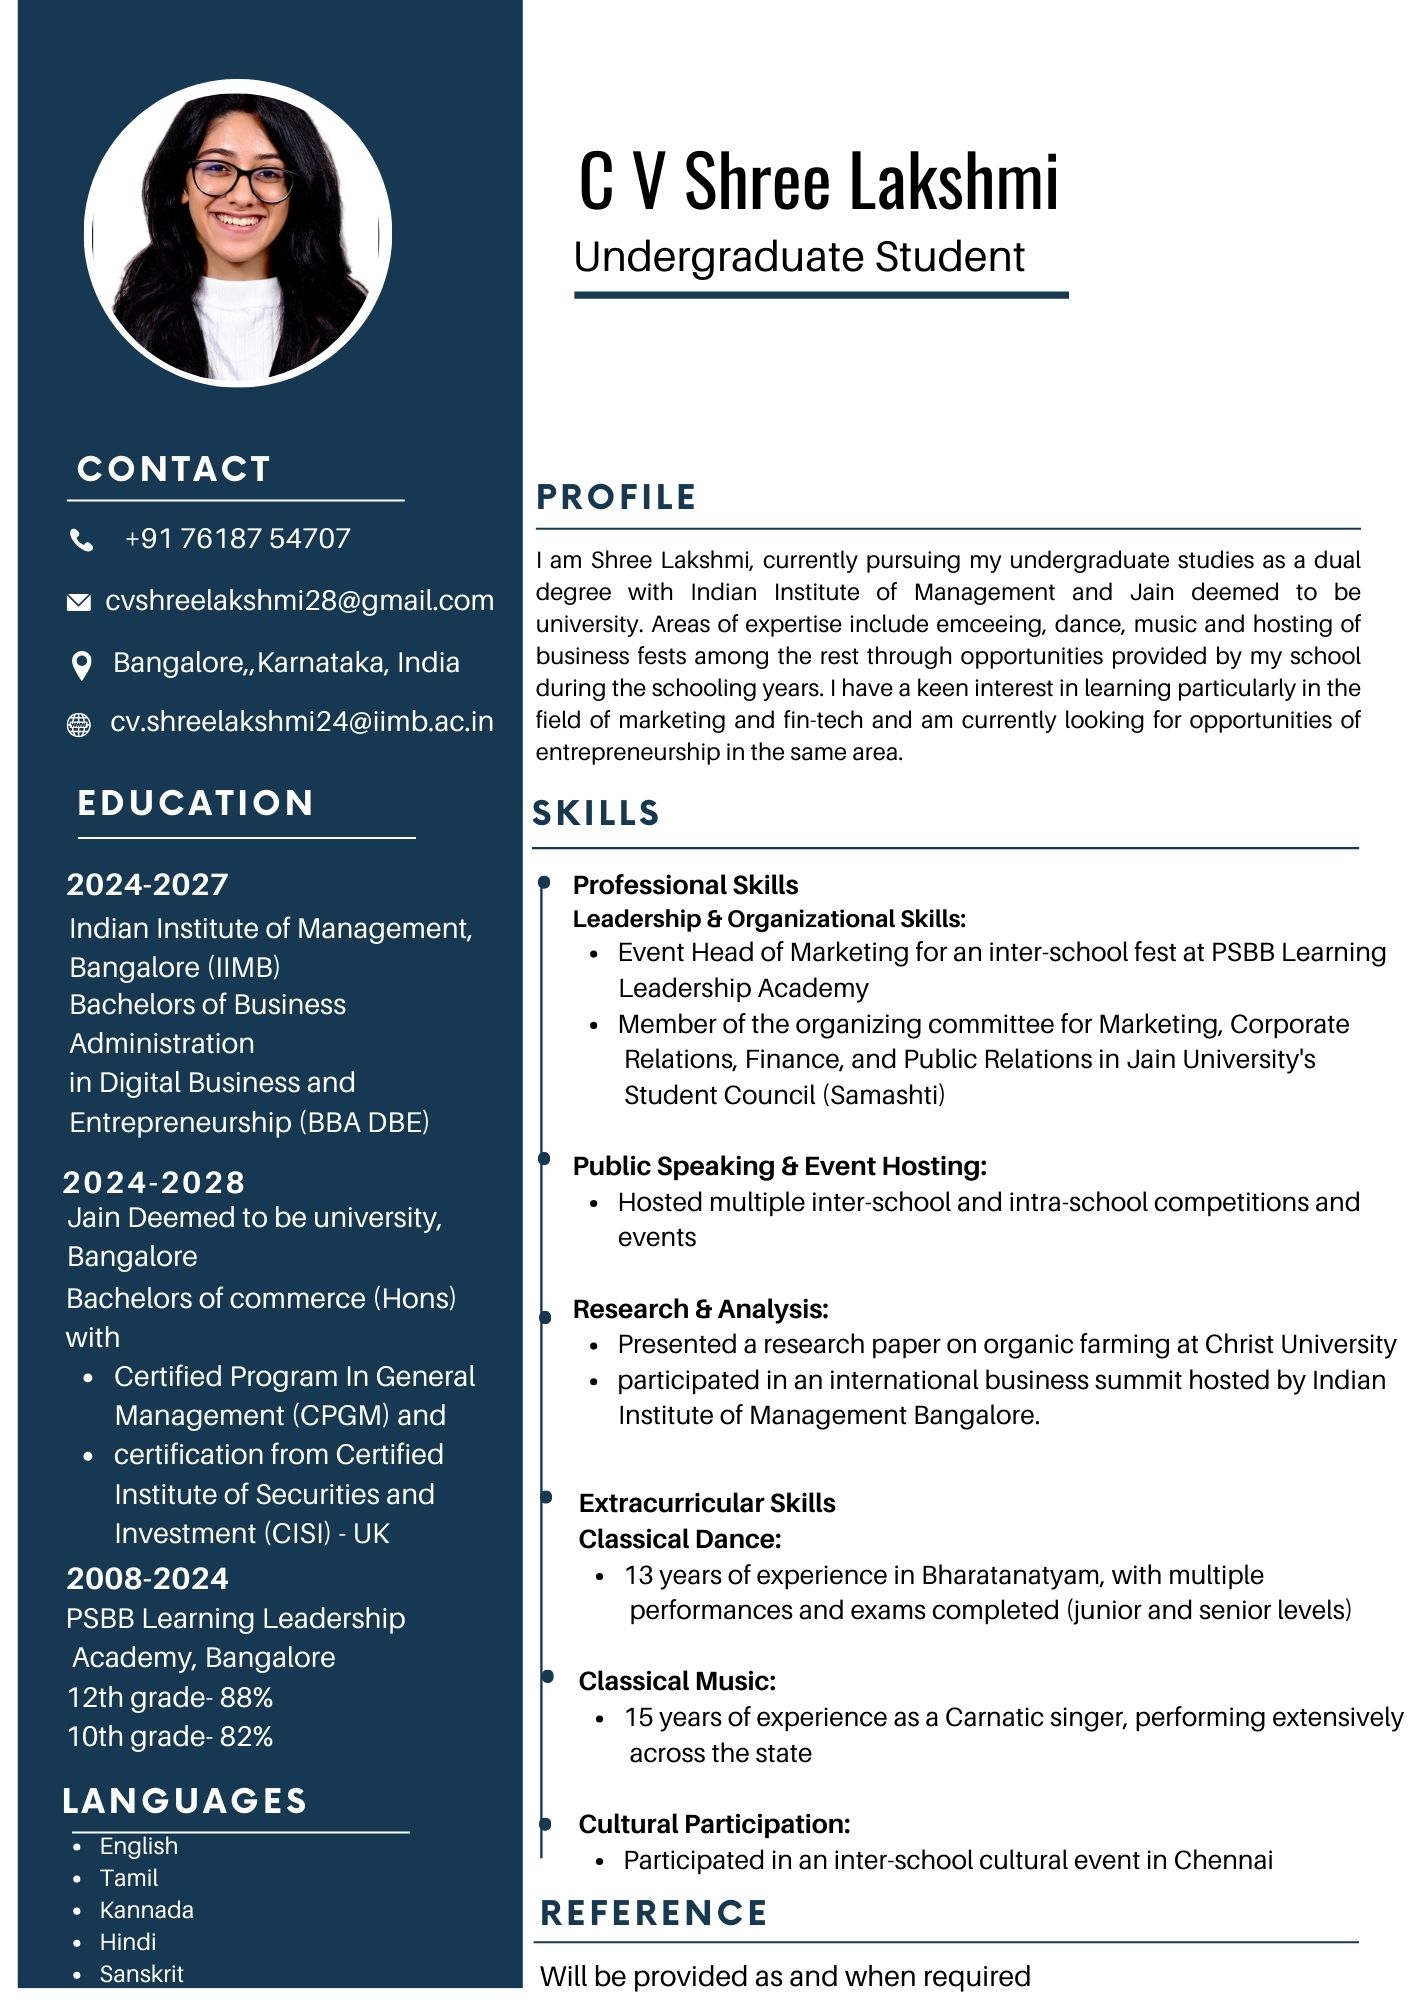 C V Shree Lakshmi
Undergraduate Student
CONTACT
+91 76187 54707
cvshreelakshmi28@gmail.com
Bangalore,,Karnataka, India
cv.shreelakshmi24@iimb.ac.in
EDUCATION
2024-2027
Indian Institute of Management,
Bangalore (IIMB)
Bachelors of Business
Administration
in Digital Business and
Entrepreneurship (BBA DBE)
2024-2028
Jain Deemed to be university,
Bangalore
Bachelors of commerce (Hons)
with
• Certified Program In General
Management (CPGM) and
• certification from Certified
Institute of Securities and
Investment (CISI) - UK
2008-2024
PSBB Learning Leadership
Academy, Bangalore
12th grade- 88%
10th grade- 82%
LANGUAGES
• English
• Tamil
• Kannada
• Hindi
• Sanskrit
PROFILE
I am Shree Lakshmi, currently pursuing my undergraduate studies as a dual
degree with Indian Institute of Management and Jain deemed to be
university. Areas of expertise include emceeing, dance, music and hosting of
business fests among the rest through opportunities provided by my school
during the schooling years. I have a keen interest in learning particularly in the
field of marketing and fin-tech and am currently looking for opportunities of
entrepreneurship in the same area.
SKILLS
Professional Skills
Leadership & Organizational Skills:
• Event Head of Marketing for an inter-school fest at PSBB Learning
Leadership Academy
• Member of the organizing committee for Marketing, Corporate
Relations, Finance, and Public Relations in Jain University's
Student Council (Samashti)
Public Speaking & Event Hosting:
• Hosted multiple inter-school and intra-school competitions and
events
Research & Analysis:
• Presented a research paper on organic farming at Christ University
• participated in an international business summit hosted by Indian
Institute of Management Bangalore.
Extracurricular Skills
Classical Dance:
• 13 years of experience in Bharatanatyam, with multiple
performances and exams completed (junior and senior levels)
Classical Music:
• 15 years of experience as a Carnatic singer, performing extensively
across the state
Cultural Participation:
• Participated in an inter-school cultural event in Chennai
REFERENCE
Will be provided as and when required